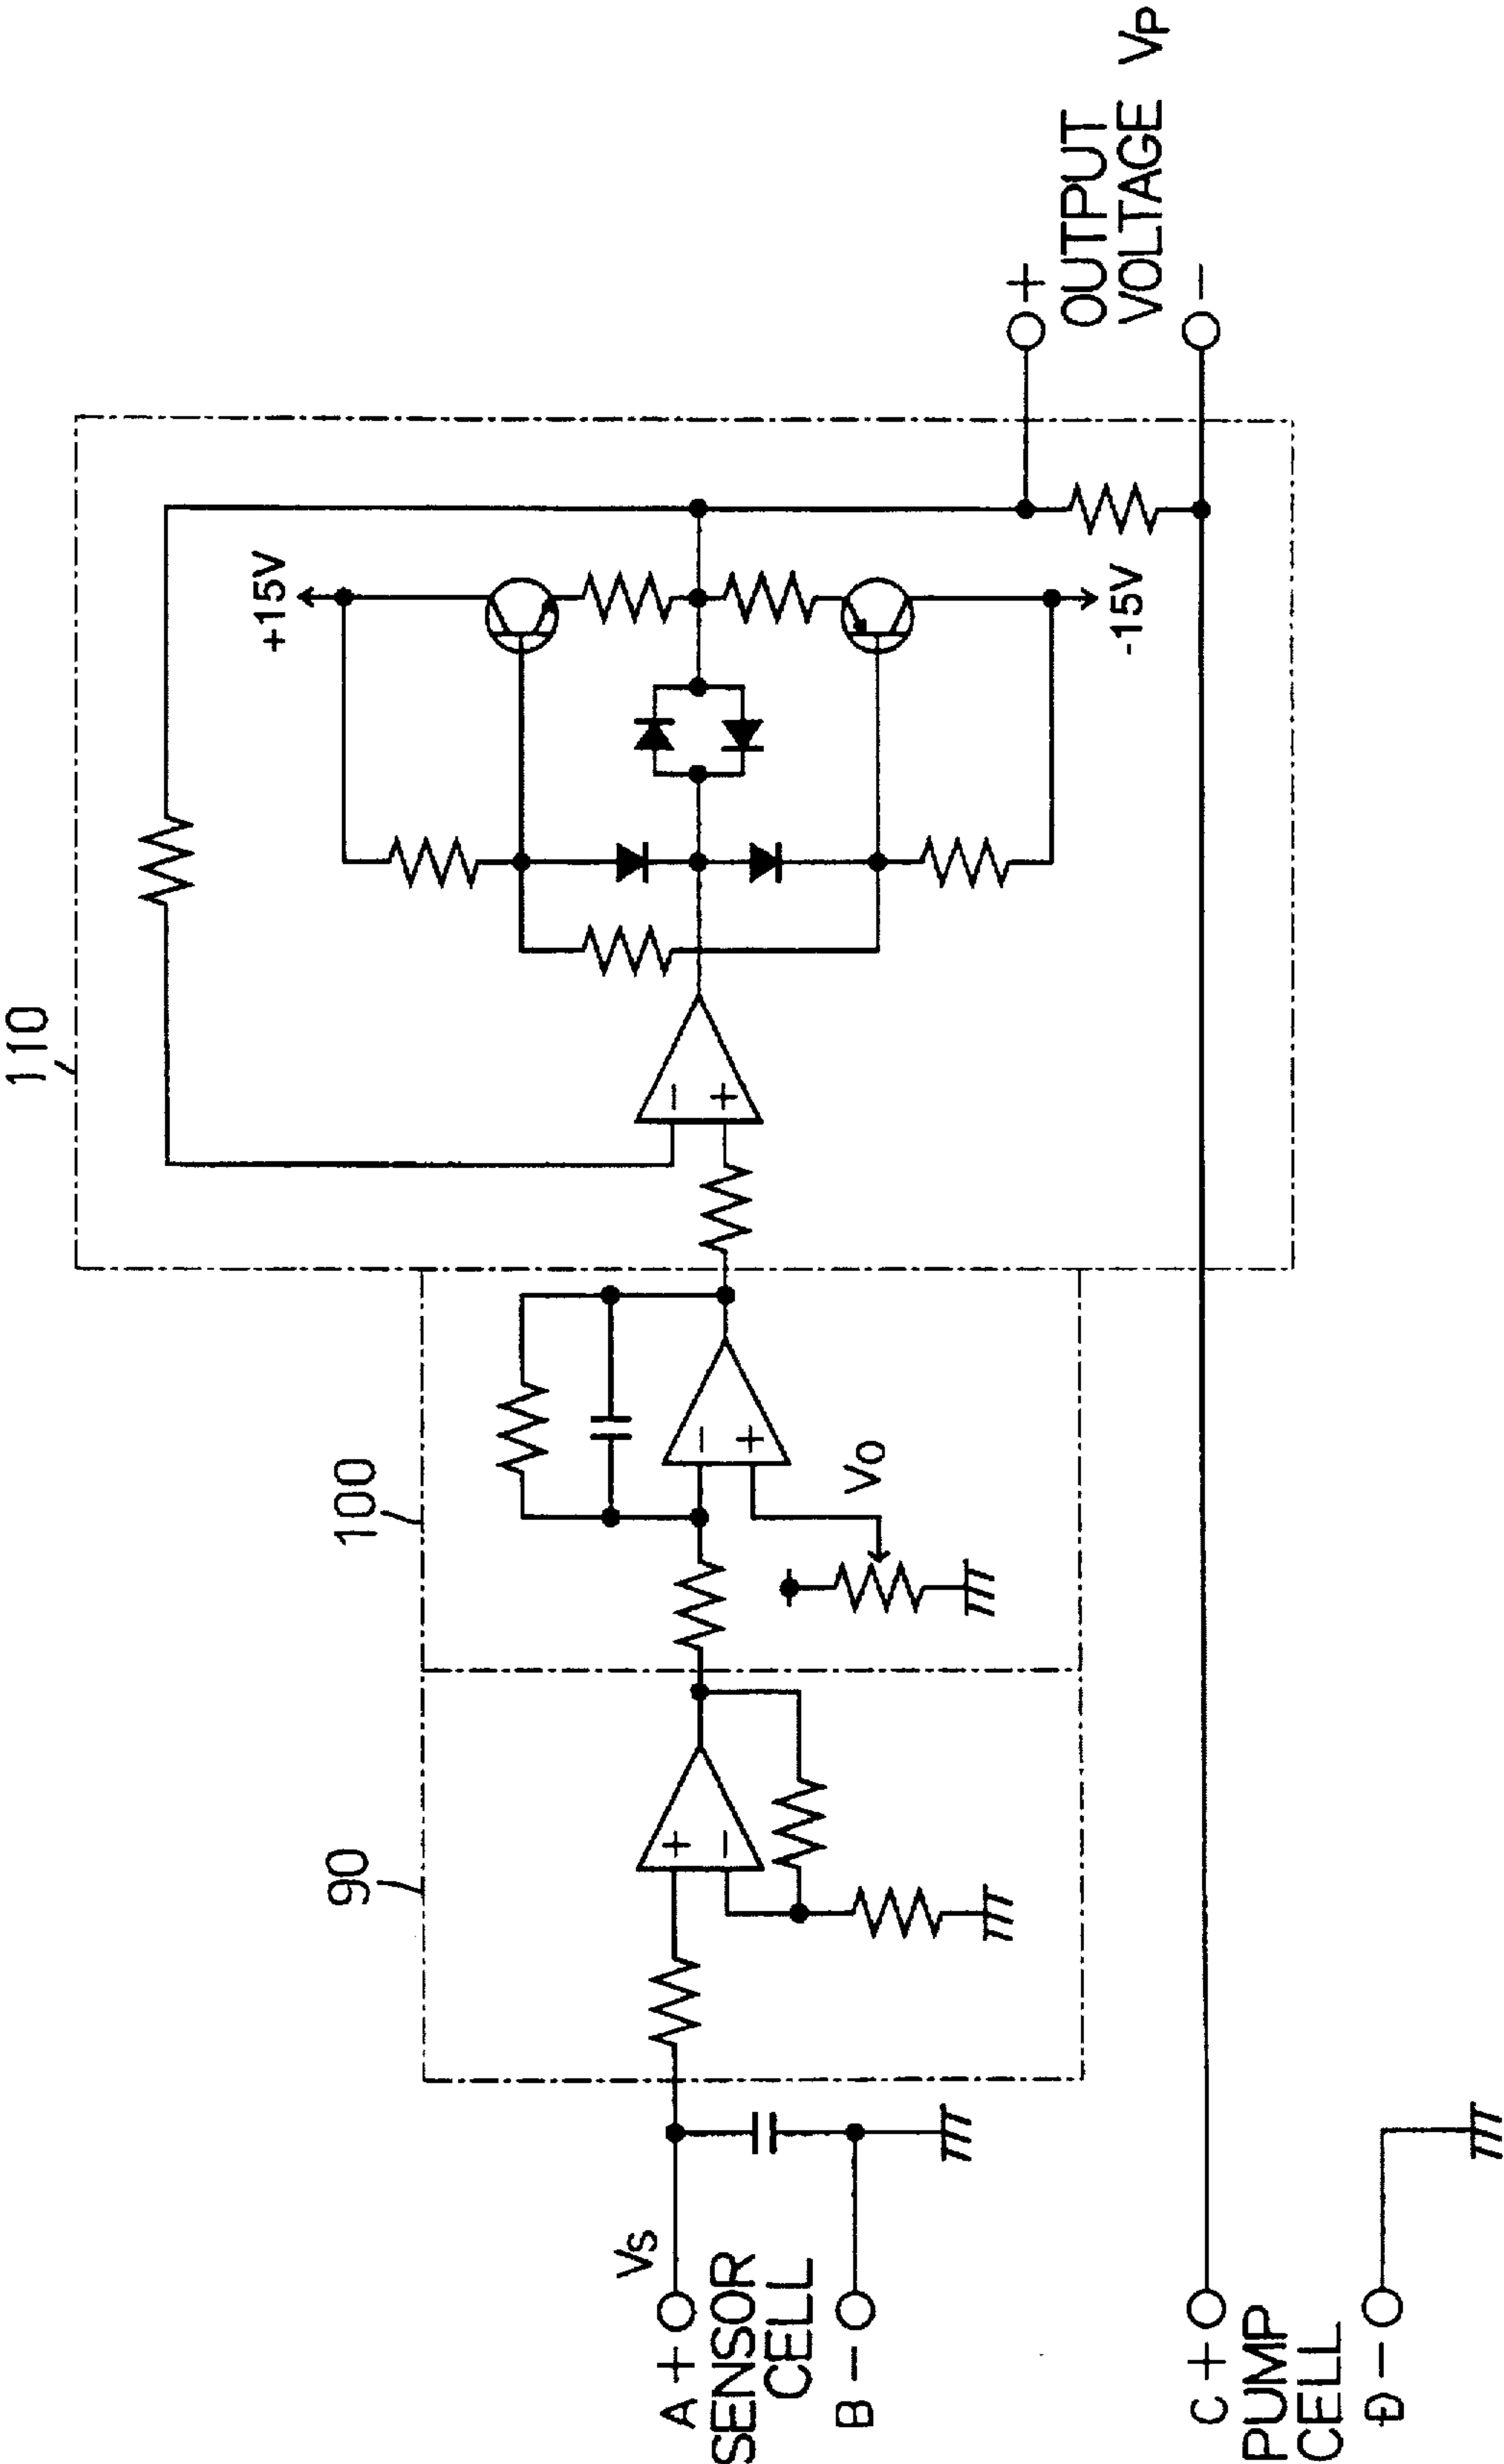 110
+15V
-15V
+
OUTPUT
VOLTAGE VP
-
-
+
100
-
+
Vo
90
+
-
Vs
A +
SENSOR
CELL
B -
C +
PUMP
CELL
D -